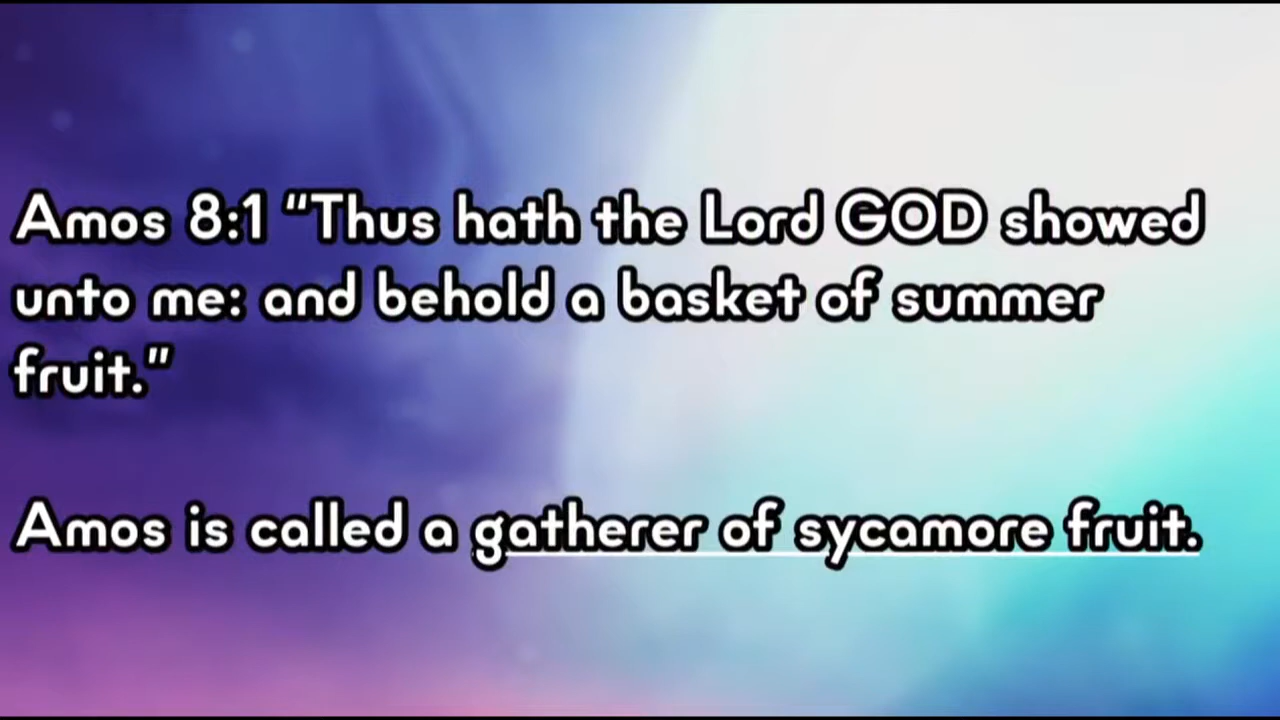 Amos 8:1 “Thus hath the Lord GOD showed
unto me: and behold a basket of summer
fruit.”
Amos is called a gatherer of sycamore fruit.